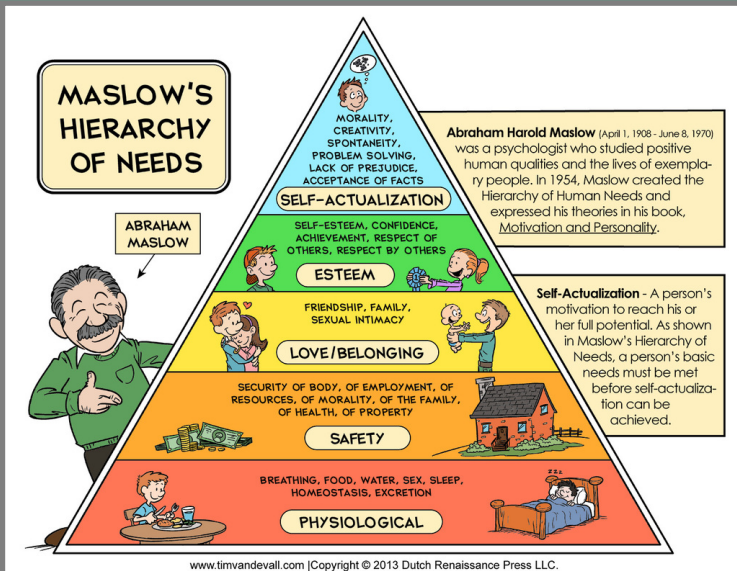 MASLOW'S
HIERARCHY
OF NEEDS
ABRAHAM
MASLOW
MORALITY,
CREATIVITY,
SPONTANEITY,
PROBLEM SOLVING,
LACK OF PREJUDICE,
ACCEPTANCE OF FACTS
SELF-ACTUALIZATION
SELF-ESTEEM, CONFIDENCE,
ACHIEVEMENT, RESPECT OF
OTHERS, RESPECT BY OTHERS
ESTEEM
FRIENDSHIP, FAMILY,
SEXUAL INTIMACY
LOVE/BELONGING
SECURITY OF BODY, OF EMPLOYMENT, OF
RESOURCES, OF MORALITY, OF THE FAMILY,
OF HEALTH, OF PROPERTY
SAFETY
BREATHING, FOOD, WATER, SEX, SLEEP,
HOMEOSTASIS, EXCRETION
PHYSIOLOGICAL
zzz
Abraham Harold Maslow (April 1, 1908 - June 8, 1970)
was a psychologist who studied positive
human qualities and the lives of exempla-
ry people. In 1954, Maslow created the
Hierarchy of Human Needs and
expressed his theories in his book,
Motivation and Personality.
Self-Actualization - A person's
motivation to reach his or
her full potential. As shown
in Maslow's Hierarchy of
Needs, a person's basic
needs must be met
before self-actualiza-
tion can be
achieved.
www.timvandevall.com |Copyright © 2013 Dutch Renaissance Press LLC.